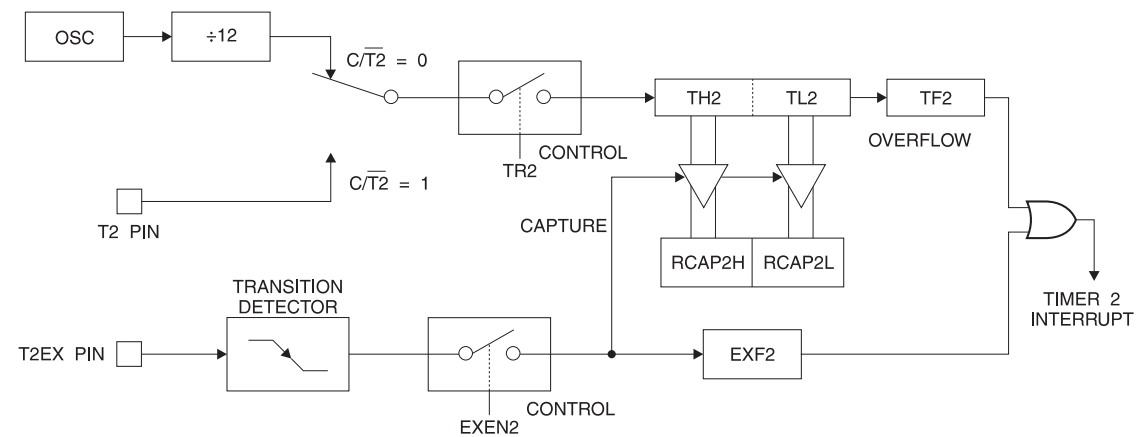 OSC
÷12
C/T2̅ = 0
TH2
TL2
TF2
OVERFLOW
CONTROL
TR2
C/T2̅ = 1
T2 PIN
CAPTURE
RCAP2H
RCAP2L
TRANSITION
DETECTOR
TIMER 2
INTERRUPT
T2EX PIN
EXF2
CONTROL
EXEN2